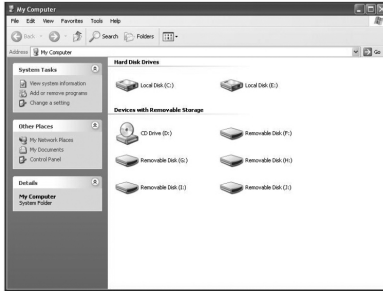 My Computer
File Edit View Favorites Tools Help
Back Search Folders
Address My Computer Go
System Tasks
View system information
Add or remove programs
Change a setting
Other Places
My Network Places
My Documents
Control Panel
Details
My Computer
System Folder
Hard Disk Drives
Local Disk (C:) Local Disk (E:)
Devices with Removable Storage
CD Drive (D:) Removable Disk (F:)
Removable Disk (G:) Removable Disk (H:)
Removable Disk (I:) Removable Disk (J:)